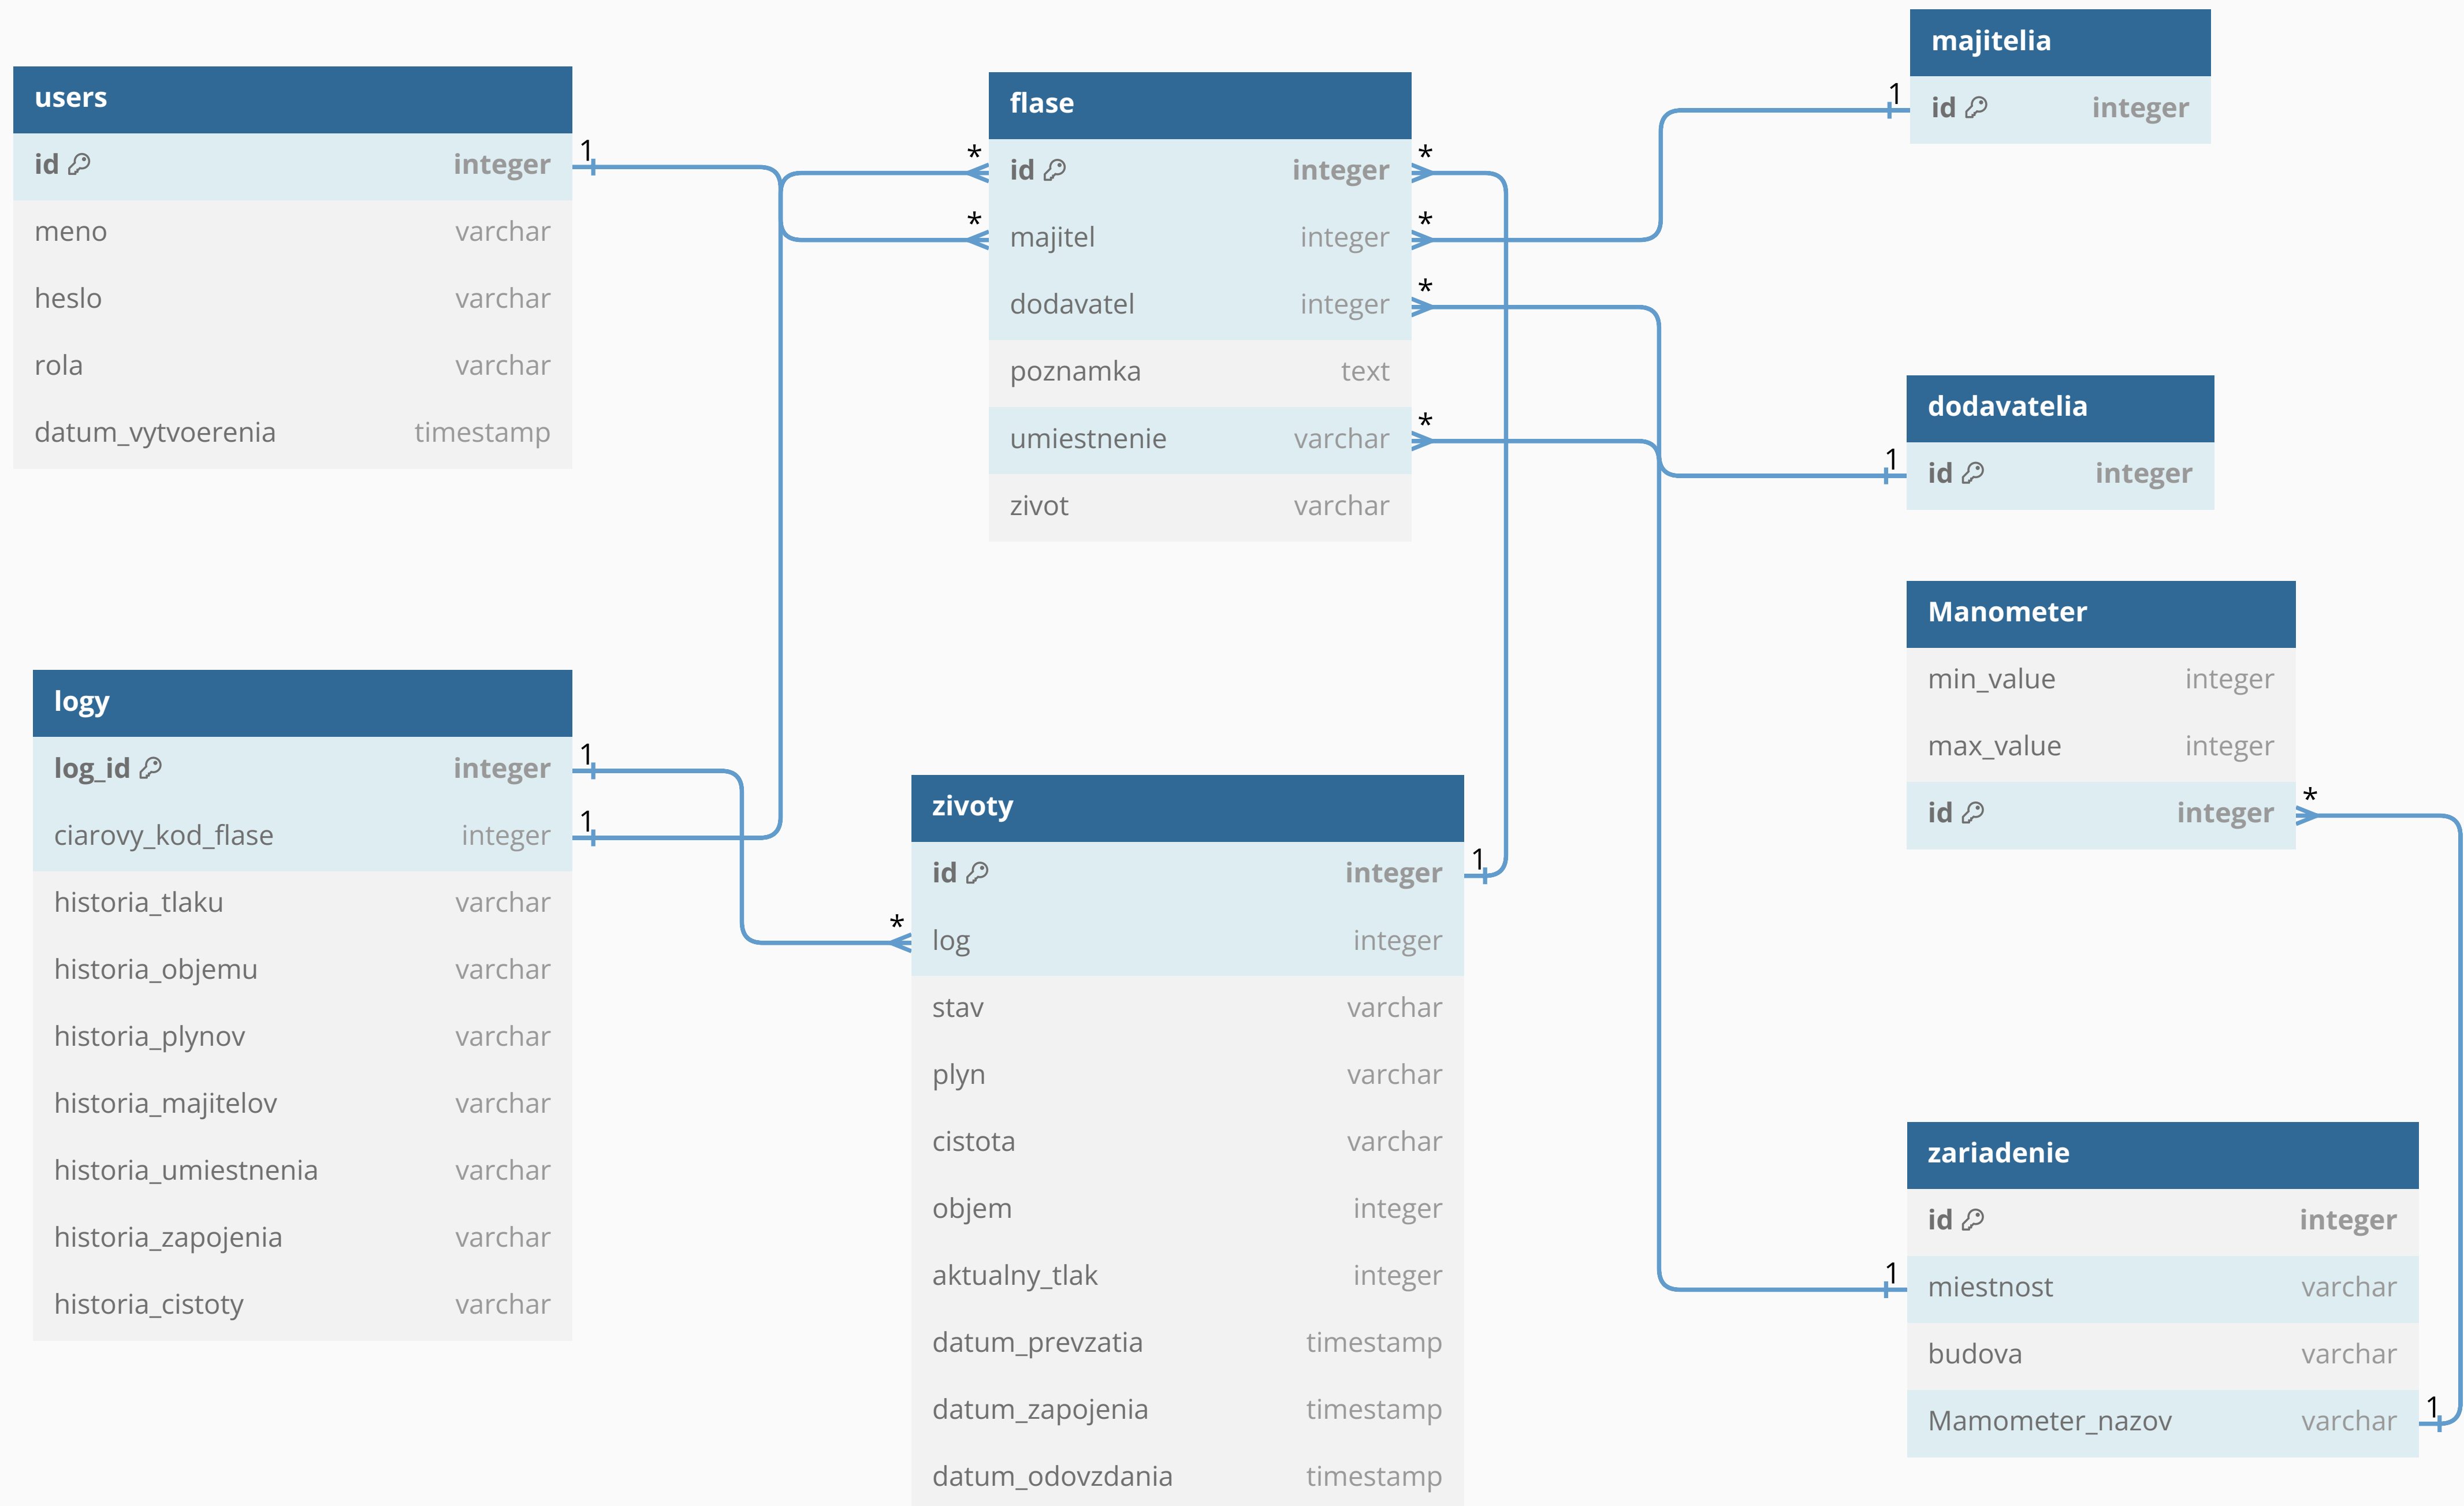 users
id integer
meno varchar
heslo varchar
rola varchar
datum_vytvoerenia timestamp
1
flase
id integer
majitel integer
dodavatel integer
poznamka text
umiestnenie varchar
zivot varchar
*
*
*
*
*
*
majitelia
id integer
1
dodavatelia
id integer
1
Manometer
min_value integer
max_value integer
id integer
*
logy
log_id integer
ciarovy_kod_flase integer
historia_tlaku varchar
historia_objemu varchar
historia_plynov varchar
historia_majitelov varchar
historia_umiestnenia varchar
historia_zapojenia varchar
historia_cistoty varchar
1
1
zivoty
id integer
log integer
stav varchar
plyn varchar
cistota varchar
objem integer
aktualny_tlak integer
datum_prevzatia timestamp
datum_zapojenia timestamp
datum_odovzdania timestamp
1
*
zariadenie
id integer
miestnost varchar
budova varchar
Mamometer_nazov varchar
1
1